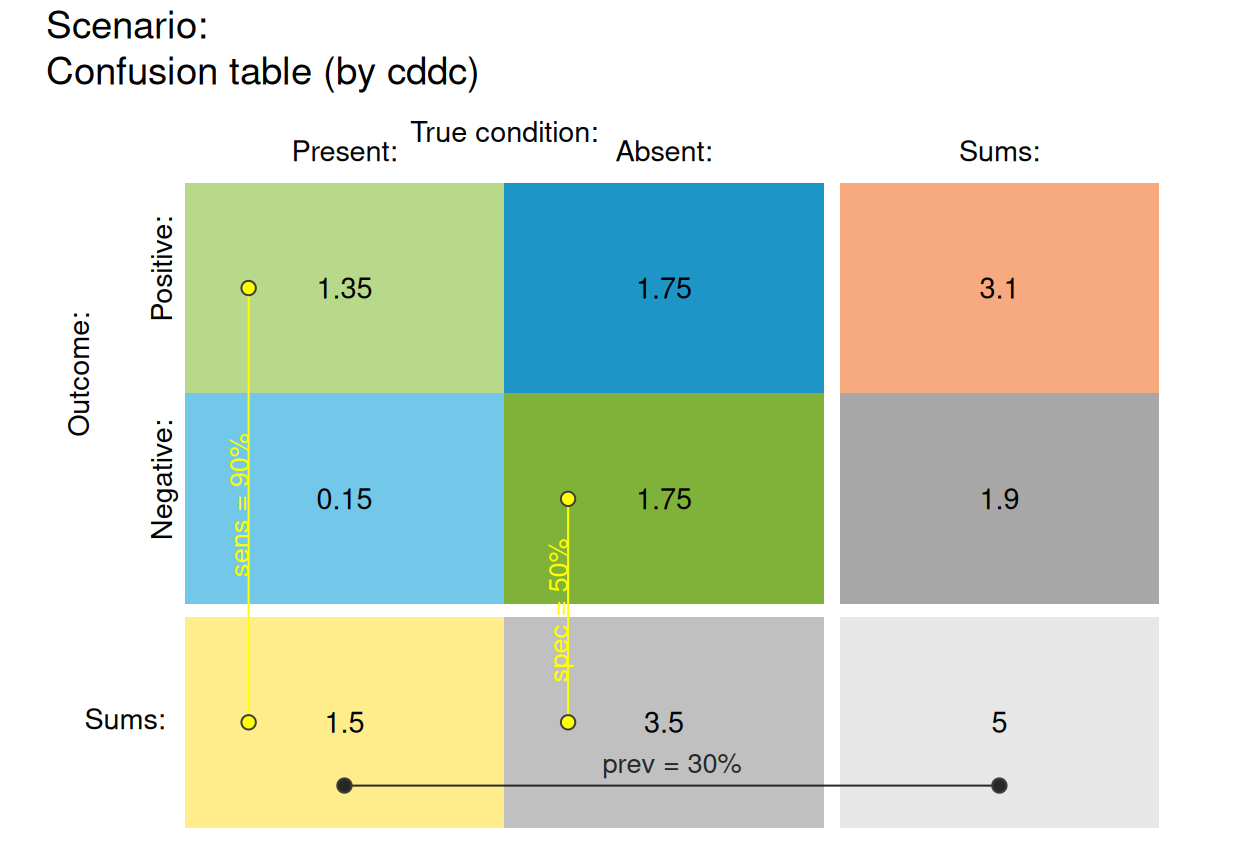 Scenario:
Confusion table (by cddc)
True condition:
Present:
Absent:
Sums:
Outcome:
Positive:
1.35
1.75
3.1
Negative:
sens = 90%
0.15
spec = 50%
1.75
1.9
Sums:
1.5
3.5
5
prev = 30%